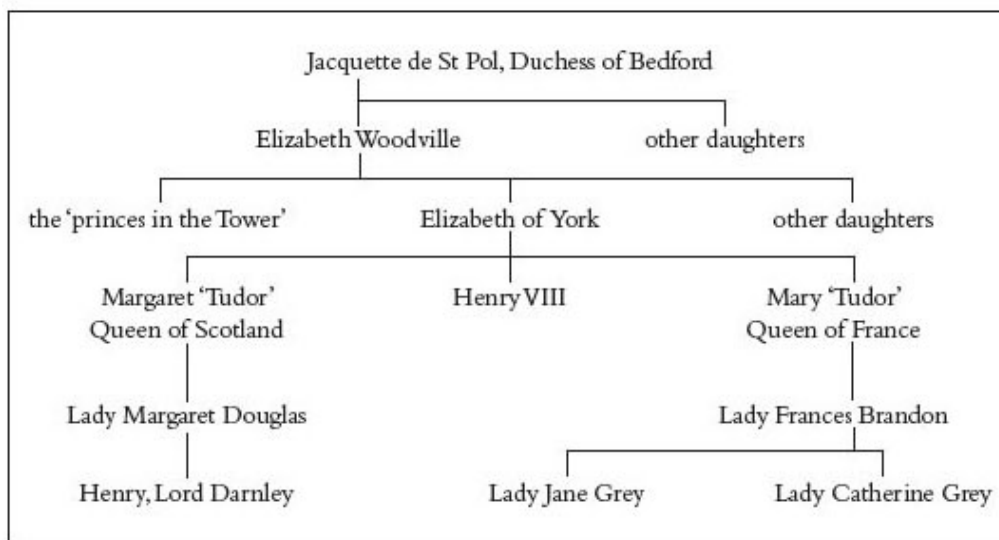 Jacquette de St Pol, Duchess of Bedford
Elizabeth Woodville
other daughters
the ‘princes in the Tower’
Elizabeth of York
other daughters
Margaret ‘Tudor’
Queen of Scotland
Henry VIII
Mary ‘Tudor’
Queen of France
Lady Margaret Douglas
Lady Frances Brandon
Henry, Lord Darnley
Lady Jane Grey
Lady Catherine Grey